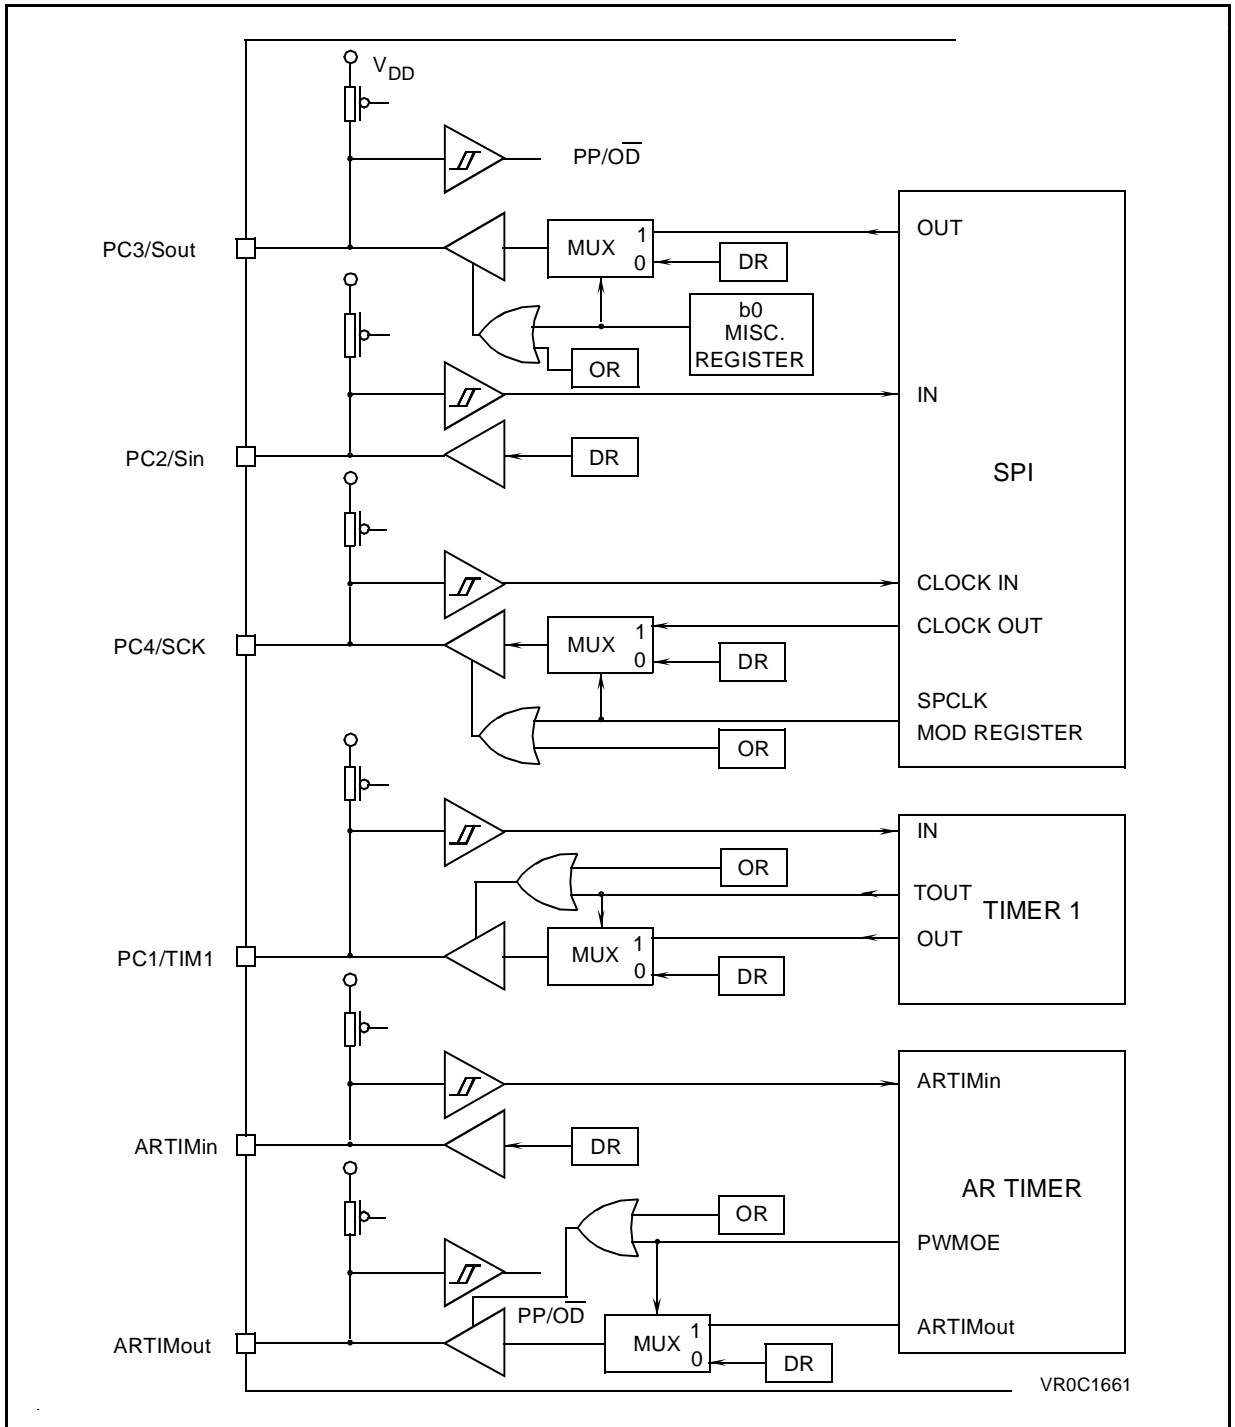 VDD
PP/OD
PC3/Sout
MUX
1
0
DR
OUT
b0
MISC.
REGISTER
OR
IN
PC2/Sin
DR
SPI
CLOCK IN
CLOCK OUT
PC4/SCK
MUX
1
0
DR
SPCLK
MOD REGISTER
OR
IN
OR
TOUT
TIMER 1
OUT
PC1/TIM1
MUX
1
0
DR
ARTIMin
ARTIMin
DR
AR TIMER
OR
PWMOE
PP/OD
ARTIMout
MUX
1
0
DR
ARTIMout
VR0C1661